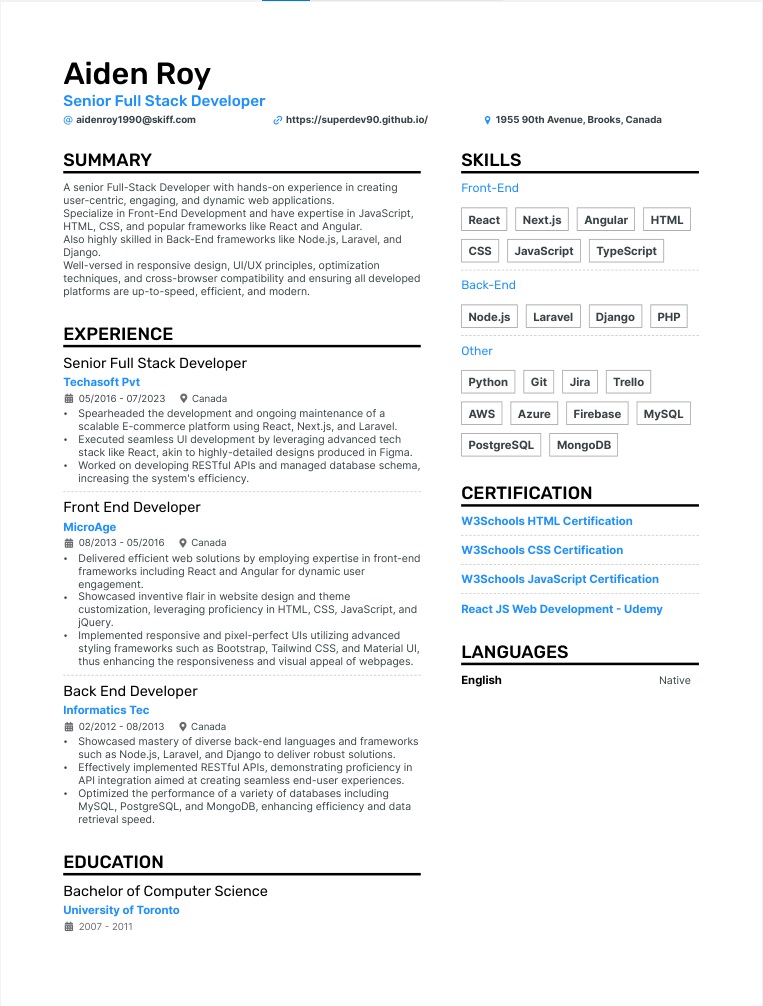 Aiden Roy
Senior Full Stack Developer
aidenroy1990@skiff.com
https://superdev90.github.io/
1955 90th Avenue, Brooks, Canada
SUMMARY
A senior Full-Stack Developer with hands-on experience in creating
user-centric, engaging, and dynamic web applications.
Specialize in Front-End Development and have expertise in JavaScript,
HTML, CSS, and popular frameworks like React and Angular.
Also highly skilled in Back-End frameworks like Node.js, Laravel, and
Django.
Well-versed in responsive design, UI/UX principles, optimization
techniques, and cross-browser compatibility and ensuring all developed
platforms are up-to-speed, efficient, and modern.
EXPERIENCE
Senior Full Stack Developer
Techasoft Pvt
05/2016 - 07/2023 Canada
• Spearheaded the development and ongoing maintenance of a
scalable E-commerce platform using React, Next.js, and Laravel.
• Executed seamless UI development by leveraging advanced tech
stack like React, akin to highly-detailed designs produced in Figma.
• Worked on developing RESTful APIs and managed database schema,
increasing the system's efficiency.
Front End Developer
MicroAge
08/2013 - 05/2016 Canada
• Delivered efficient web solutions by employing expertise in front-end
frameworks including React and Angular for dynamic user
engagement.
• Showcased inventive flair in website design and theme
customization, leveraging proficiency in HTML, CSS, JavaScript, and
jQuery.
• Implemented responsive and pixel-perfect UIs utilizing advanced
styling frameworks such as Bootstrap, Tailwind CSS, and Material UI,
thus enhancing the responsiveness and visual appeal of webpages.
Back End Developer
Informatics Tec
02/2012 - 08/2013 Canada
• Showcased mastery of diverse back-end languages and frameworks
such as Node.js, Laravel, and Django to deliver robust solutions.
• Effectively implemented RESTful APIs, demonstrating proficiency in
API integration aimed at creating seamless end-user experiences.
• Optimized the performance of a variety of databases including
MySQL, PostgreSQL, and MongoDB, enhancing efficiency and data
retrieval speed.
EDUCATION
Bachelor of Computer Science
University of Toronto
2007 - 2011
SKILLS
Front-End
React Next.js Angular HTML
CSS JavaScript TypeScript
Back-End
Node.js Laravel Django PHP
Other
Python Git Jira Trello
AWS Azure Firebase MySQL
PostgreSQL MongoDB
CERTIFICATION
W3Schools HTML Certification
W3Schools CSS Certification
W3Schools JavaScript Certification
React JS Web Development - Udemy
LANGUAGES
English Native